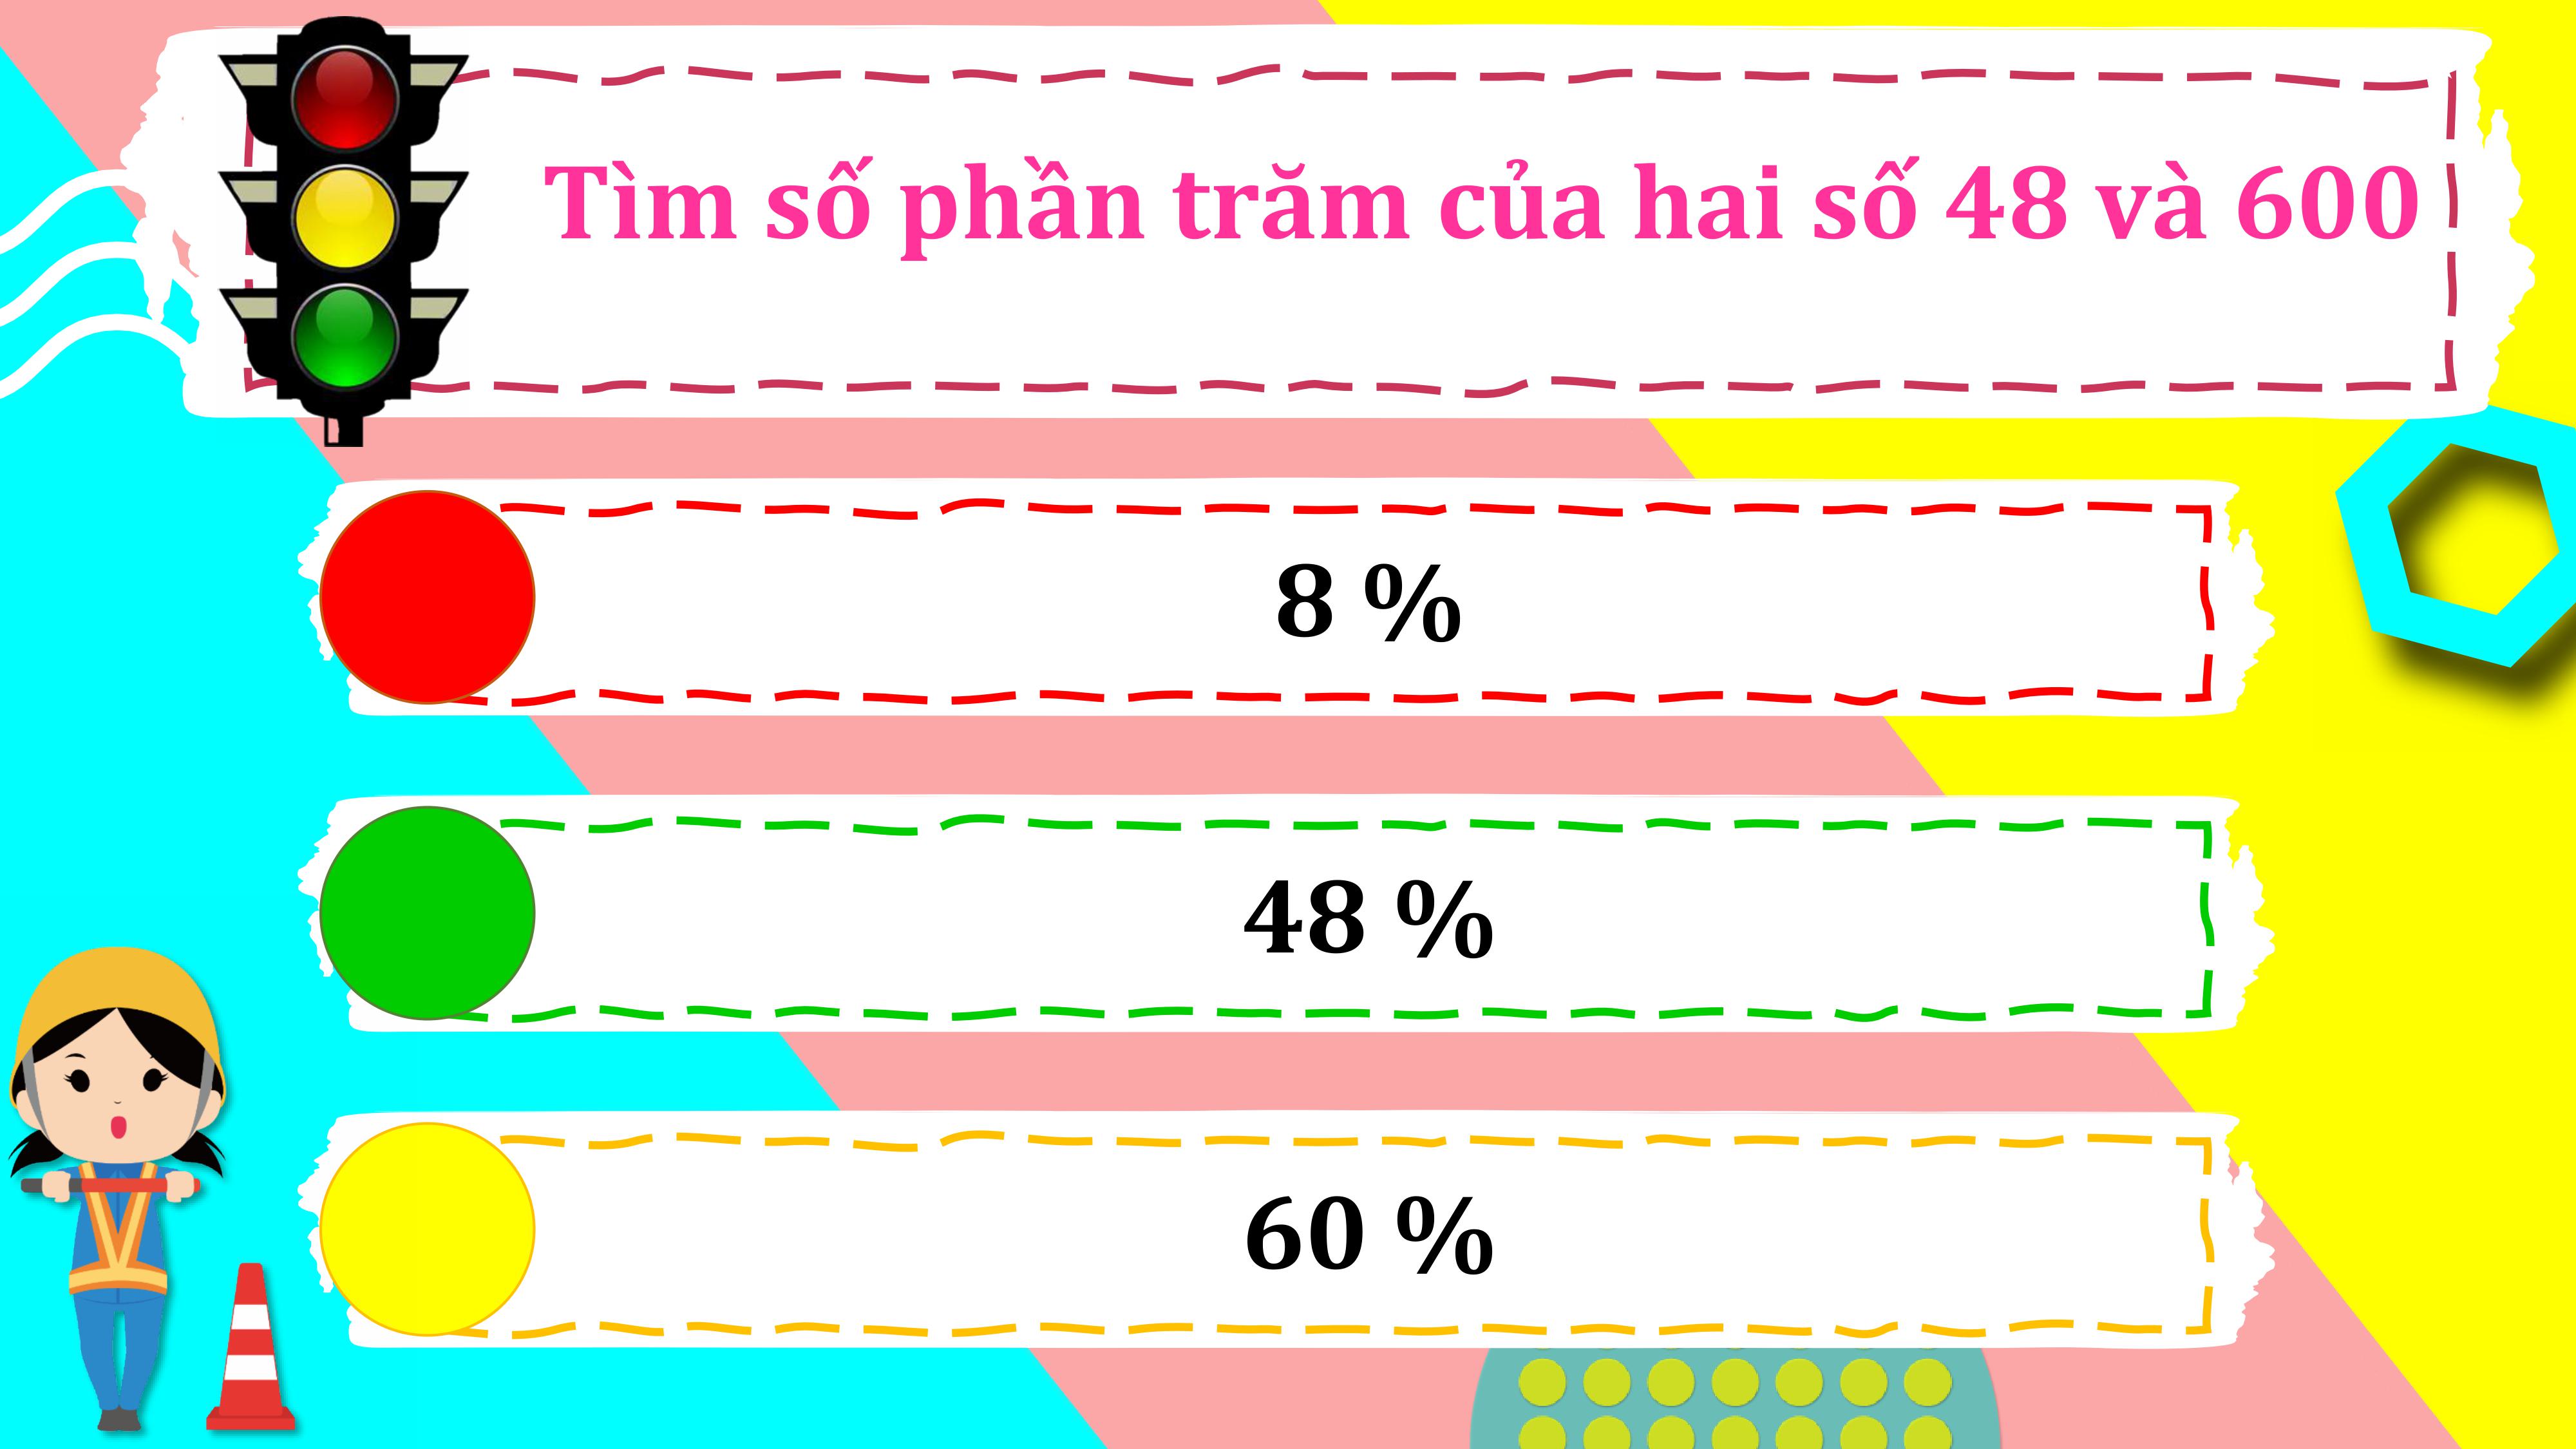 Tìm số phần trăm của hai số 48 và 600
8 %
48 %
60 %